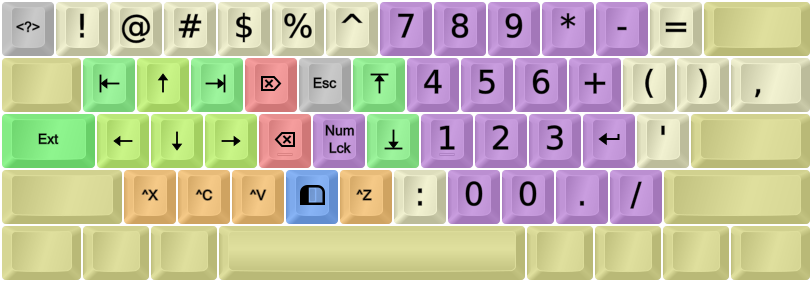 <?> ! @ # $ % ^ 7 8 9 * - =
⇤ ↑ ⇥ ⌦ Esc ⤒ 4 5 6 + ( ) ,
Ext ← ↓ → ⌫ Num Lck ⤓ 1 2 3 ↵ '
^X ^C ^V ^Z : 0 0 . /